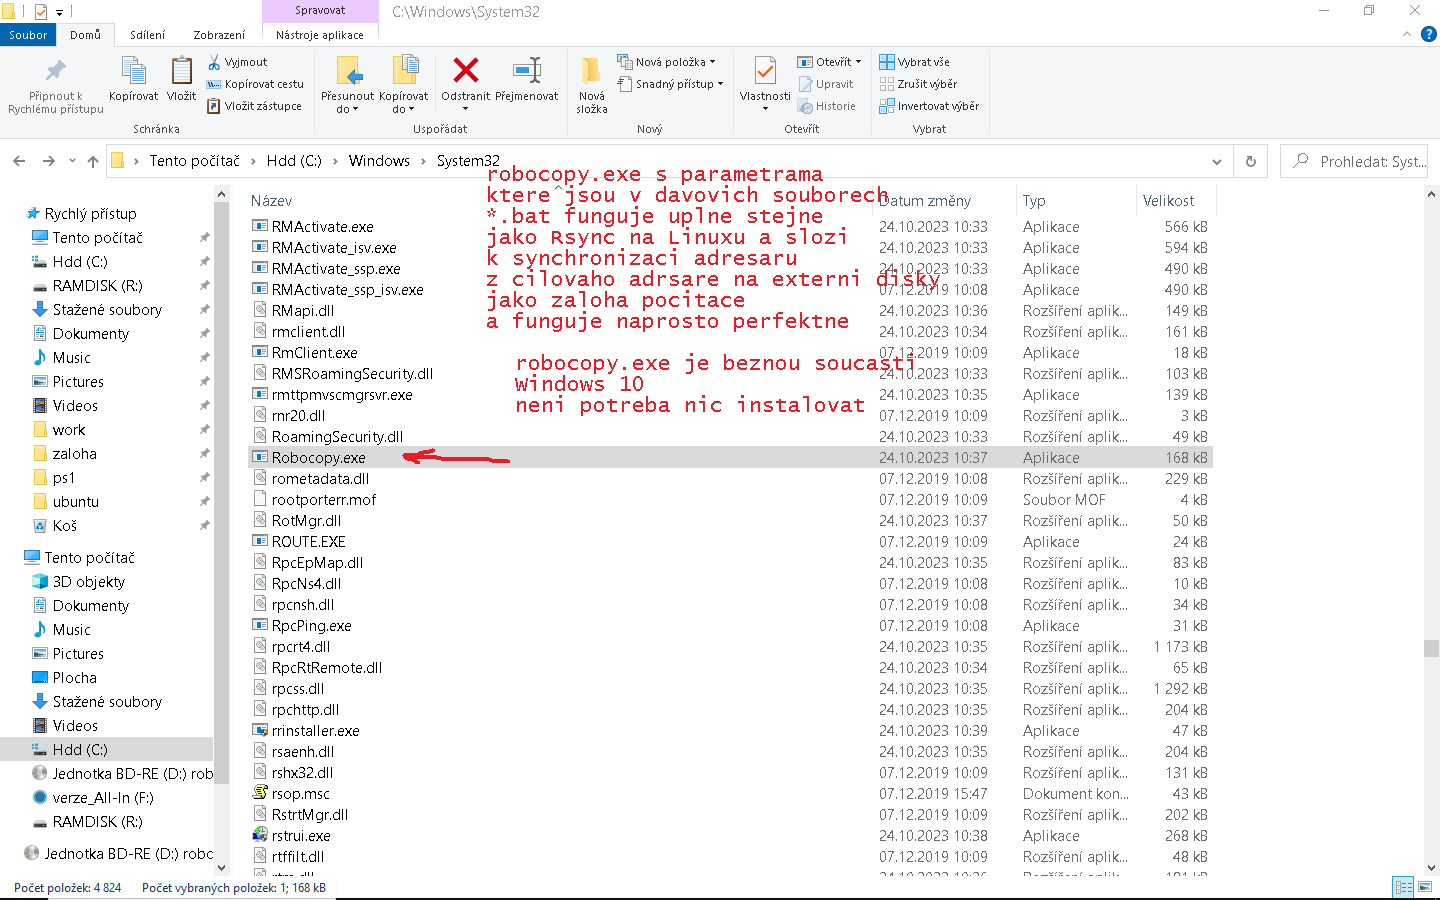 Spravovat
C:\Windows\System32
Soubor
Domů
Sdílení
Zobrazení
Nástroje aplikace
Připnout k
Rychlému přístupu
Kopírovat
Vložit
Vyjmout
Kopírovat cestu
Vložit zástupce
Schránka
Přesunout
do
Kopírovat
do
Odstranit
Přejmenovat
Uspořádat
Nová
složka
Nová položka
Snadný přístup
Nový
Vlastnosti
Otevřít
Upravit
Historie
Otevřít
Vybrat vše
Zrušit výběr
Invertovat výběr
Vybrat
Tento počítač > Hdd (C:) > Windows > System32
Prohledat: Syst...
robocopy.exe s parametrama
ktere jsou v davovich souborech
*.bat funguje uplne stejne
jako Rsync na Linuxu a slozi
k synchronizaci adresaru
z cilovaho adrsare na externi disky
jako zaloha pocitace
a funguje naprosto perfektne
robocopy.exe je beznou soucasti
Windows 10
neni potreba nic instalovat
Rychlý přístup
Tento počítač
Hdd (C:)
RAMDISK (R:)
Stažené soubory
Dokumenty
Music
Pictures
Videos
work
zaloha
ps1
ubuntu
Koš
Tento počítač
3D objekty
Dokumenty
Music
Pictures
Plocha
Stažené soubory
Videos
Hdd (C:)
Jednotka BD-RE (D:) rob
verze_All-In (F:)
RAMDISK (R:)
Jednotka BD-RE (D:) robc
Název Datum změny Typ Velikost
RMActivate.exe 24.10.2023 10:33 Aplikace 566 kB
RMActivate_isv.exe 24.10.2023 10:33 Aplikace 594 kB
RMActivate_ssp.exe 24.10.2023 10:33 Aplikace 490 kB
RMActivate_ssp_isv.exe 07.12.2019 10:08 Aplikace 490 kB
RMapi.dll 24.10.2023 10:36 Rozšíření aplik... 149 kB
rmclient.dll 24.10.2023 10:34 Rozšíření aplik... 161 kB
RmClient.exe 07.12.2019 10:09 Aplikace 18 kB
RMSRoamingSecurity.dll 24.10.2023 10:33 Rozšíření aplik... 103 kB
rmttpmvscmgrsvr.exe 24.10.2023 10:35 Aplikace 139 kB
rnr20.dll 07.12.2019 10:09 Rozšíření aplik... 3 kB
RoamingSecurity.dll 24.10.2023 10:33 Rozšíření aplik... 49 kB
Robocopy.exe 24.10.2023 10:37 Aplikace 168 kB
rometadata.dll 07.12.2019 10:08 Rozšíření aplik... 229 kB
rootporterr.mof 07.12.2019 10:09 Soubor MOF 4 kB
RotMgr.dll 24.10.2023 10:37 Rozšíření aplik... 50 kB
ROUTE.EXE 07.12.2019 10:09 Aplikace 24 kB
RpcEpMap.dll 24.10.2023 10:35 Rozšíření aplik... 83 kB
RpcNs4.dll 07.12.2019 10:08 Rozšíření aplik... 10 kB
rpcnsh.dll 07.12.2019 10:08 Rozšíření aplik... 34 kB
RpcPing.exe 07.12.2019 10:08 Aplikace 31 kB
rpcrt4.dll 24.10.2023 10:35 Rozšíření aplik... 1 173 kB
RpcRtRemote.dll 24.10.2023 10:34 Rozšíření aplik... 65 kB
rpcss.dll 24.10.2023 10:35 Rozšíření aplik... 1 292 kB
rpchttp.dll 24.10.2023 10:35 Rozšíření aplik... 204 kB
rrinstaller.exe 24.10.2023 10:39 Aplikace 47 kB
rsaenh.dll 24.10.2023 10:35 Rozšíření aplik... 204 kB
rshx32.dll 07.12.2019 10:09 Rozšíření aplik... 131 kB
rsop.msc 07.12.2019 15:47 Dokument kon... 43 kB
RstrtMgr.dll 07.12.2019 10:09 Rozšíření aplik... 202 kB
rstrui.exe 24.10.2023 10:38 Aplikace 268 kB
rtffilt.dll 07.12.2019 10:09 Rozšíření aplik... 48 kB
Počet položek: 4 824 Počet vybraných položek: 1; 168 kB